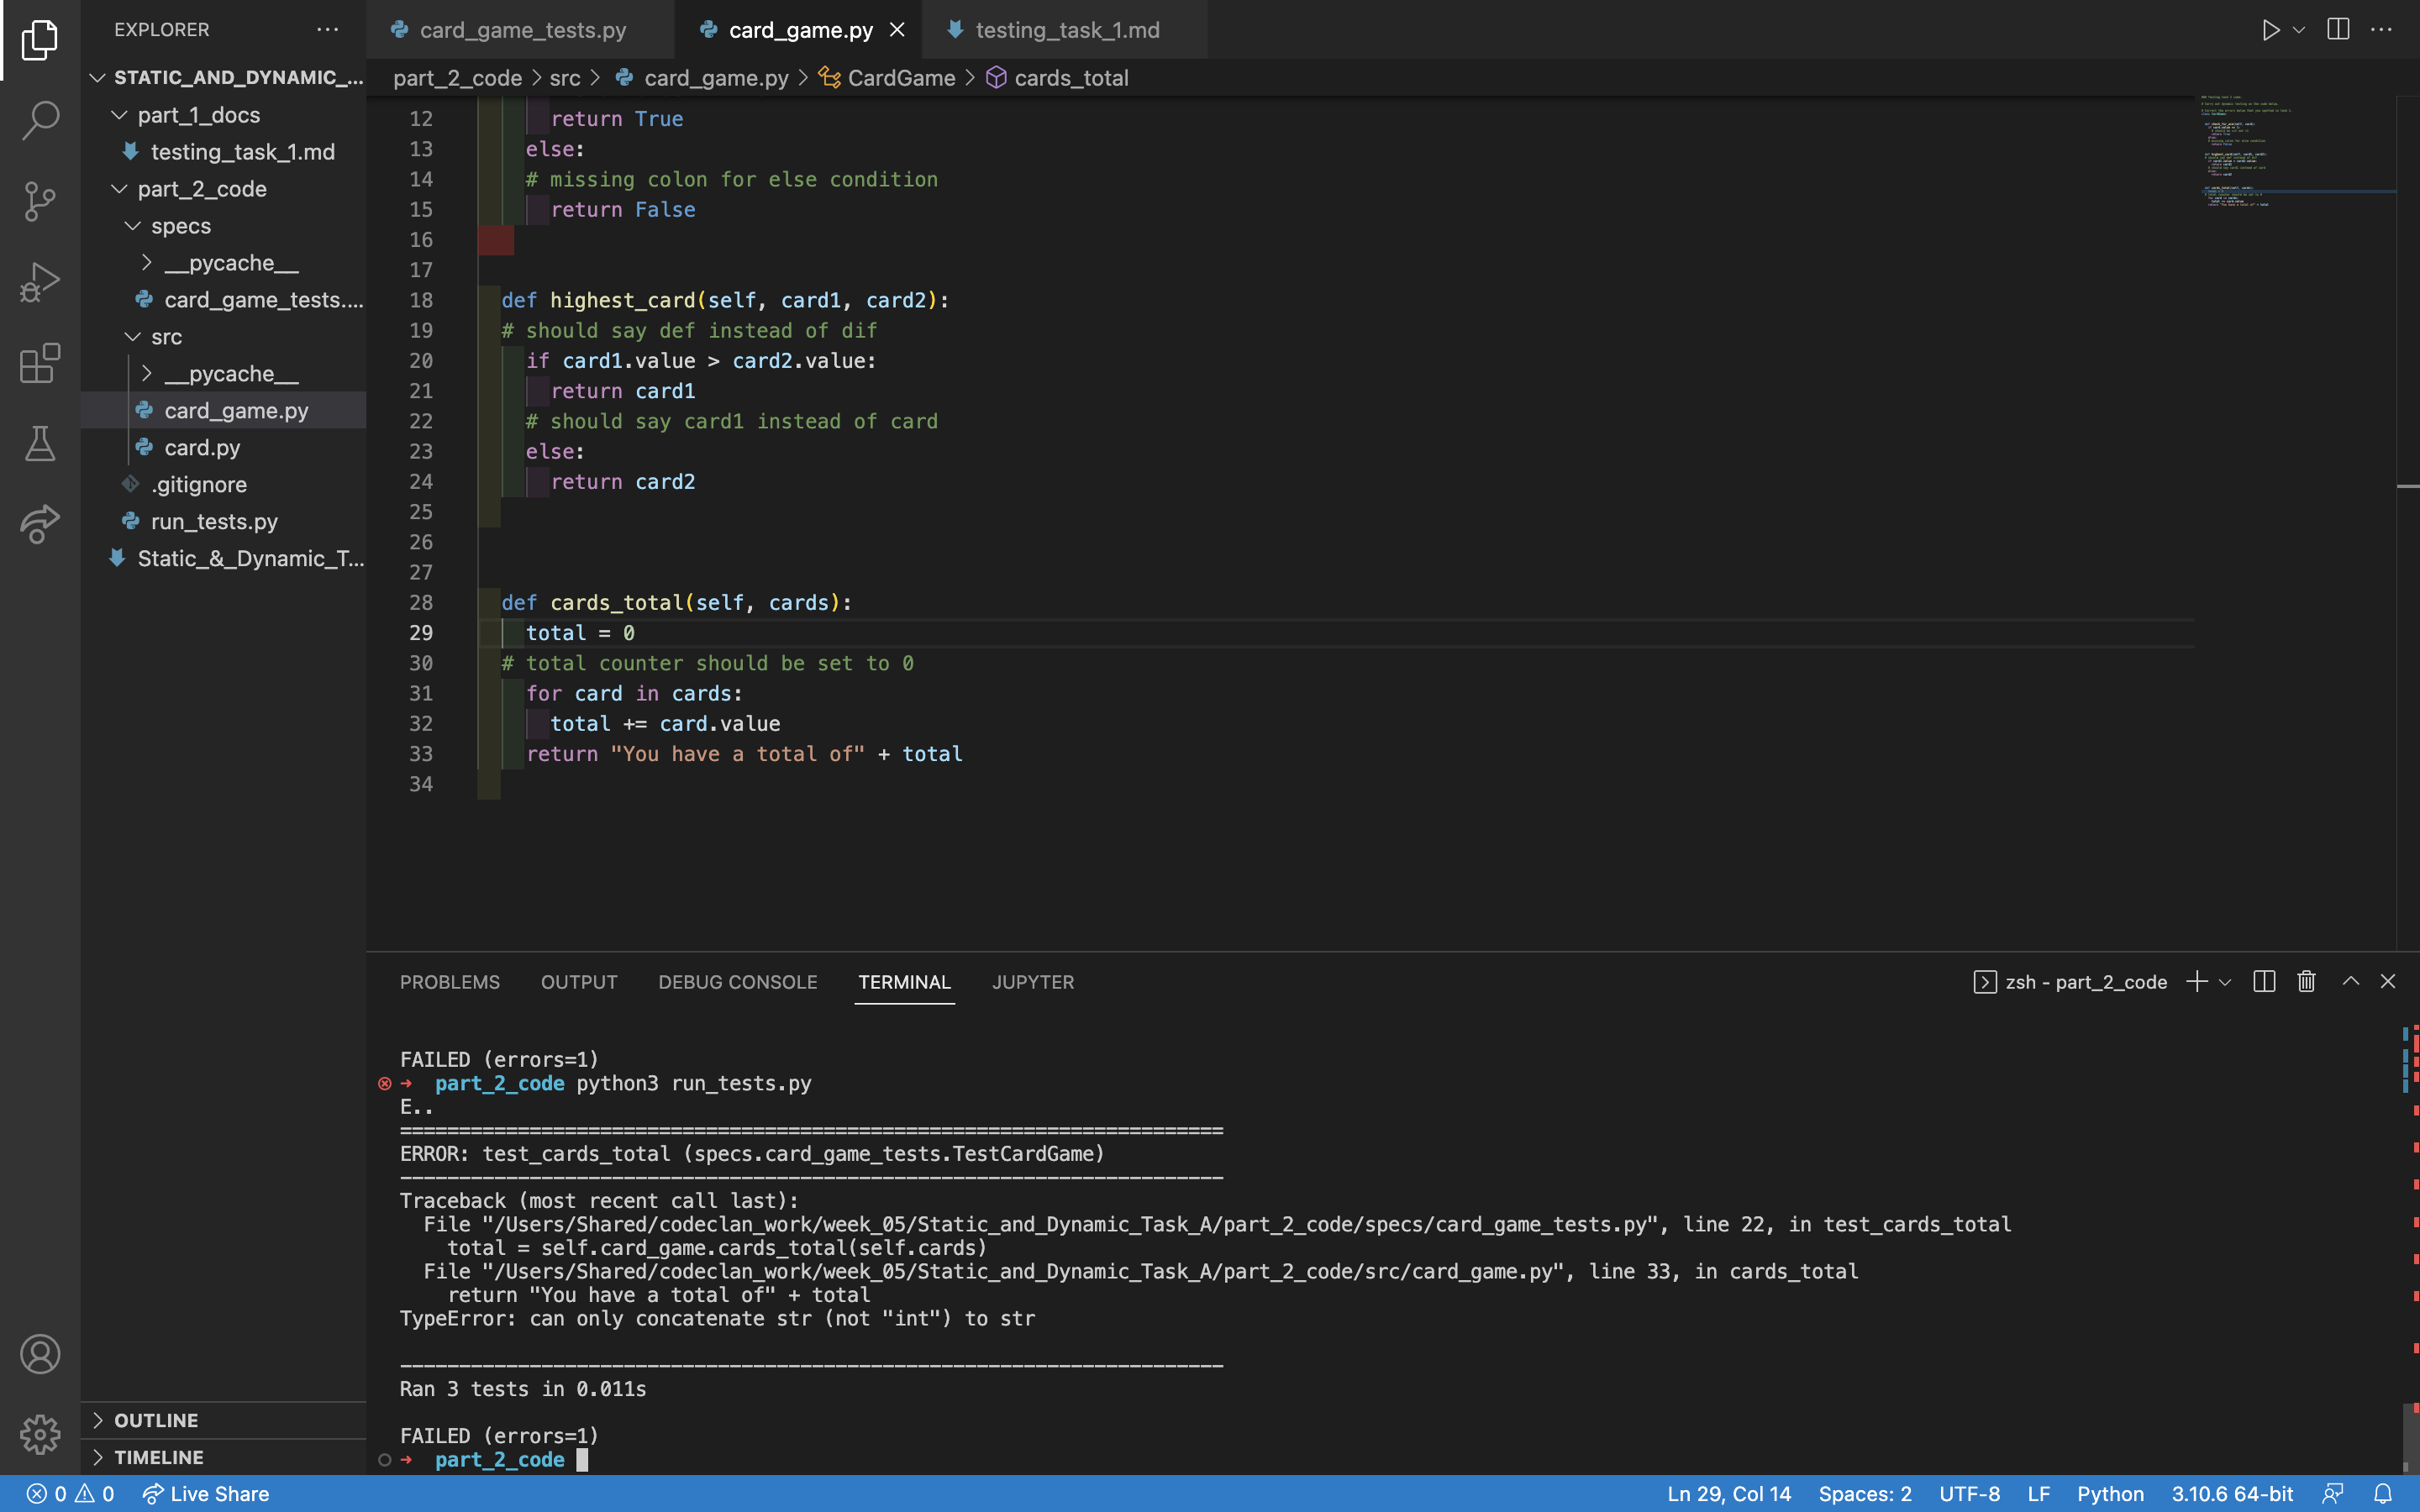 EXPLORER
STATIC_AND_DYNAMIC_...
part_1_docs
testing_task_1.md
part_2_code
specs
__pycache__
card_game_tests....
src
__pycache__
card_game.py
card.py
.gitignore
run_tests.py
Static_&_Dynamic_T...
OUTLINE
TIMELINE
card_game_tests.py
card_game.py
testing_task_1.md
part_2_code > src > card_game.py > CardGame > cards_total
12 return True
13 else:
14 # missing colon for else condition
15 return False
16
17
18 def highest_card(self, card1, card2):
19 # should say def instead of dif
20 if card1.value > card2.value:
21 return card1
22 # should say card1 instead of card
23 else:
24 return card2
25
26
27
28 def cards_total(self, cards):
29 total = 0
30 # total counter should be set to 0
31 for card in cards:
32 total += card.value
33 return "You have a total of" + total
34
PROBLEMS OUTPUT DEBUG CONSOLE TERMINAL JUPYTER
zsh - part_2_code
FAILED (errors=1)
→ part_2_code python3 run_tests.py
E..
======================================================================
ERROR: test_cards_total (specs.card_game_tests.TestCardGame)
----------------------------------------------------------------------
Traceback (most recent call last):
File "/Users/Shared/codeclan_work/week_05/Static_and_Dynamic_Task_A/part_2_code/specs/card_game_tests.py", line 22, in test_cards_total
total = self.card_game.cards_total(self.cards)
File "/Users/Shared/codeclan_work/week_05/Static_and_Dynamic_Task_A/part_2_code/src/card_game.py", line 33, in cards_total
return "You have a total of" + total
TypeError: can only concatenate str (not "int") to str
----------------------------------------------------------------------
Ran 3 tests in 0.011s
FAILED (errors=1)
→ part_2_code
0 0 Live Share
Ln 29, Col 14 Spaces: 2 UTF-8 LF Python 3.10.6 64-bit